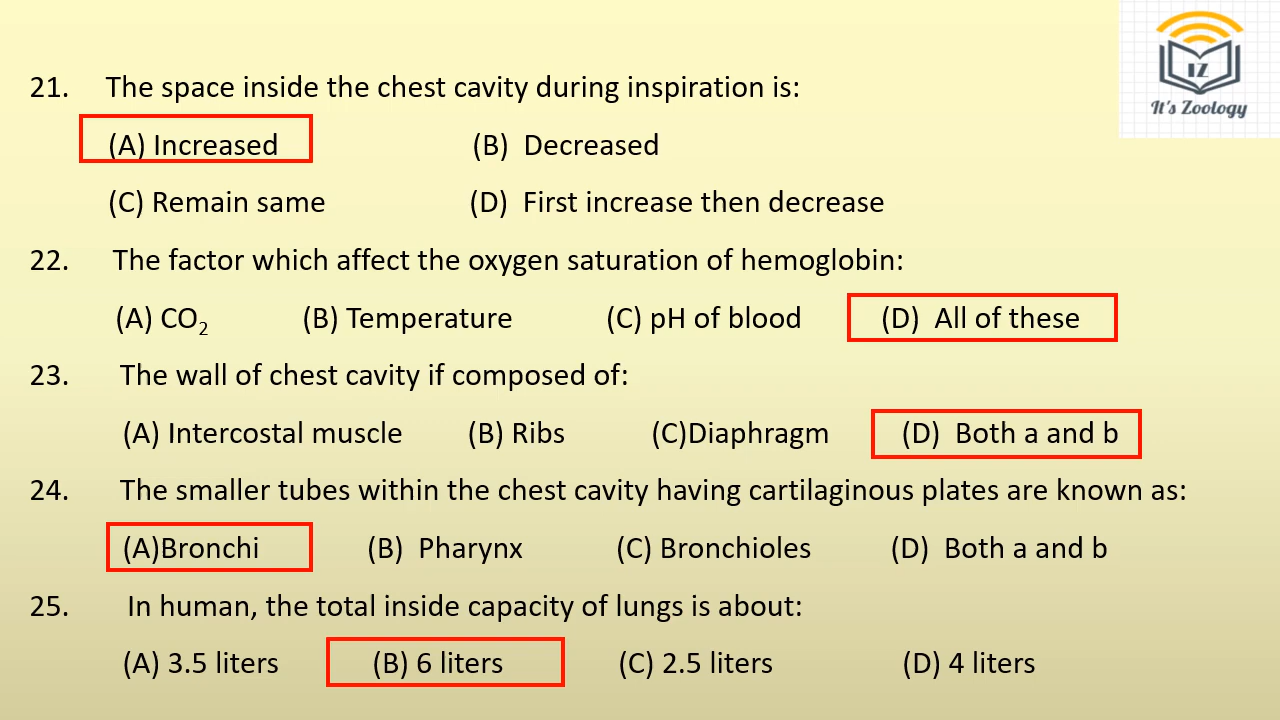 IZ
It's Zoology
21. The space inside the chest cavity during inspiration is:
(A) Increased (B) Decreased
(C) Remain same (D) First increase then decrease
22. The factor which affect the oxygen saturation of hemoglobin:
(A) CO₂ (B) Temperature (C) pH of blood (D) All of these
23. The wall of chest cavity if composed of:
(A) Intercostal muscle (B) Ribs (C)Diaphragm (D) Both a and b
24. The smaller tubes within the chest cavity having cartilaginous plates are known as:
(A)Bronchi (B) Pharynx (C) Bronchioles (D) Both a and b
25. In human, the total inside capacity of lungs is about:
(A) 3.5 liters (B) 6 liters (C) 2.5 liters (D) 4 liters